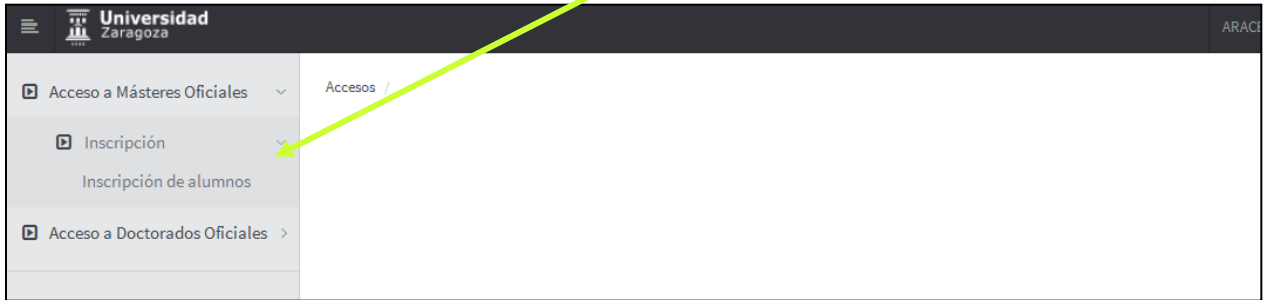 Universidad
Zaragoza
Acceso a Másteres Oficiales
Accesos /
Inscripción
Inscripción de alumnos
Acceso a Doctorados Oficiales